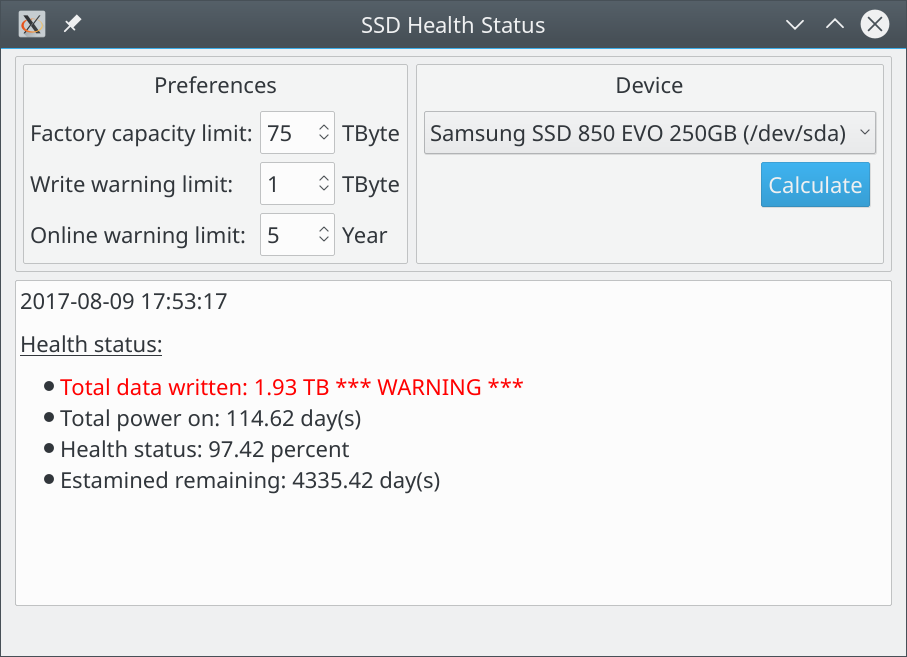 SSD Health Status
Preferences
Factory capacity limit: 75 TByte
Write warning limit: 1 TByte
Online warning limit: 5 Year
Device
Samsung SSD 850 EVO 250GB (/dev/sda)
Calculate
2017-08-09 17:53:17
Health status:
Total data written: 1.93 TB *** WARNING ***
Total power on: 114.62 day(s)
Health status: 97.42 percent
Estamined remaining: 4335.42 day(s)